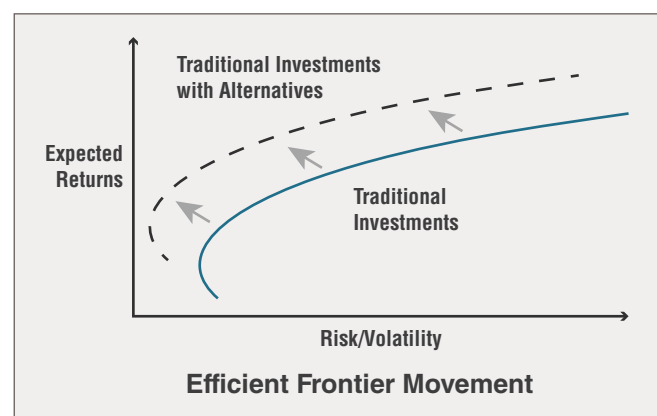 Traditional Investments
with Alternatives
Expected
Returns
Traditional
Investments
Risk/Volatility
Efficient Frontier Movement